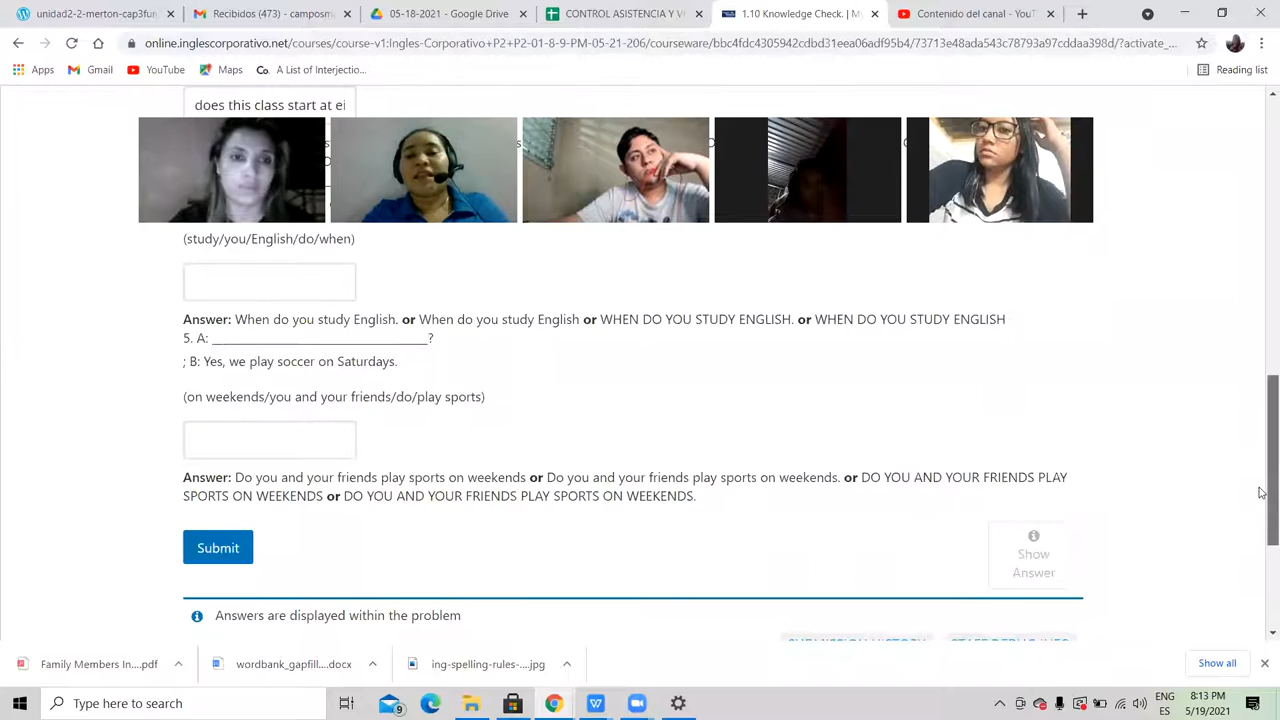 unidad2-2-mertoraptercap3fun
Recibidos (473) - stamposm
05-18-2021 - Google Drive
CONTROL ASISTENCIA Y V
1.10 Knowledge Check. | M
Contenido del canal - YouT
online.inglescorporativo.net/courses/course-v1:Ingles-Corporativo+P2+P2-01-8-9-PM-05-21-206/courseware/bbc4fdc4305942cdbd31eea06adf95b4/73713e48ada543c78793a97cddaa398d/?activate_...
Apps Gmail YouTube Maps Co. A List of Interjectio... Reading list
does this class start at ei
(study/you/English/do/when)
Answer: When do you study English. or When do you study English or WHEN DO YOU STUDY ENGLISH. or WHEN DO YOU STUDY ENGLISH
5. A: ________________________________?
; B: Yes, we play soccer on Saturdays.
(on weekends/you and your friends/do/play sports)
Answer: Do you and your friends play sports on weekends or Do you and your friends play sports on weekends. or DO YOU AND YOUR FRIENDS PLAY
SPORTS ON WEEKENDS or DO YOU AND YOUR FRIENDS PLAY SPORTS ON WEEKENDS.
Submit
Show
Answer
Answers are displayed within the problem
Family Members In....pdf
wordbank_gapfill....docx
ing-spelling-rules-....jpg
Show all
Type here to search
ENG
ES
8:13 PM
5/19/2021